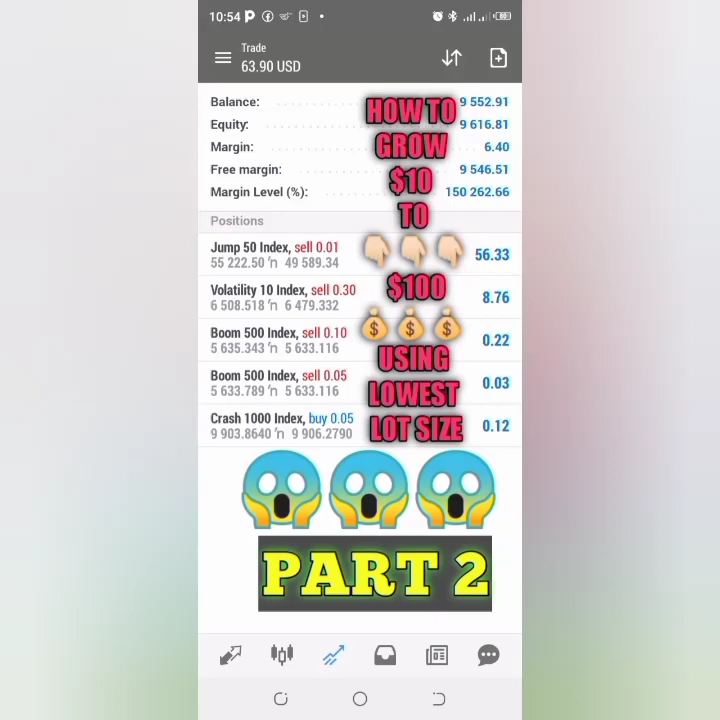 10:54
Trade
63.90 USD
Balance: 9 552.91
Equity: 9 616.81
Margin: 6.40
Free margin: 9 546.51
Margin Level (%): 150 262.66
Positions
Jump 50 Index, sell 0.01 56.33
55 222.50 49 589.34
Volatility 10 Index, sell 0.30 8.76
6 508.518 6 479.332
Boom 500 Index, sell 0.10 0.22
5 635.343 5 633.116
Boom 500 Index, sell 0.05 0.03
5 633.789 5 633.116
Crash 1000 Index, buy 0.05 0.12
9 903.8640 9 906.2790
HOW TO
GROW
$10
TO
$100
USING
LOWEST
LOT SIZE
PART 2